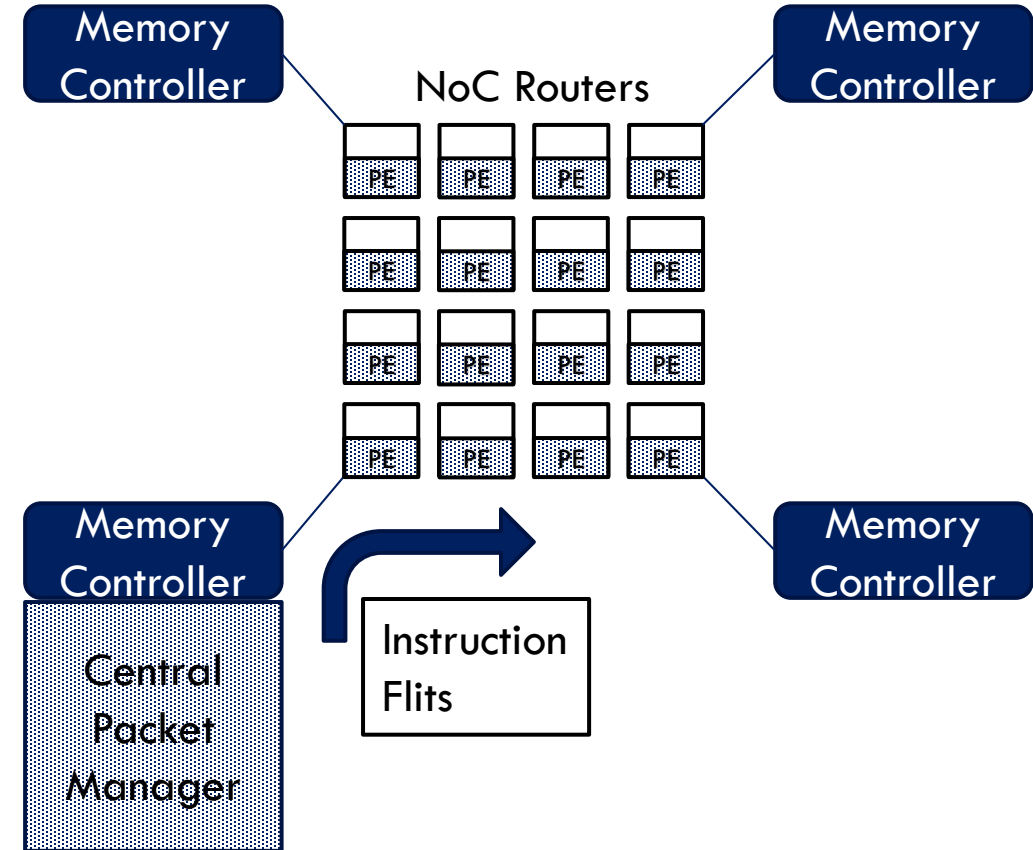 Memory
Controller
Memory
Controller
NoC Routers
PE PE PE PE
PE PE PE PE
PE PE PE PE
PE PE PE PE
Memory
Controller
Memory
Controller
Central
Packet
Manager
Instruction
Flits